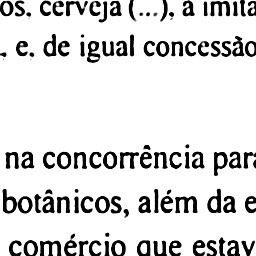 os, cerveja (...), a imita
, e, de igual concessão
na concorrência para
botânicos, além da e
comércio que estav